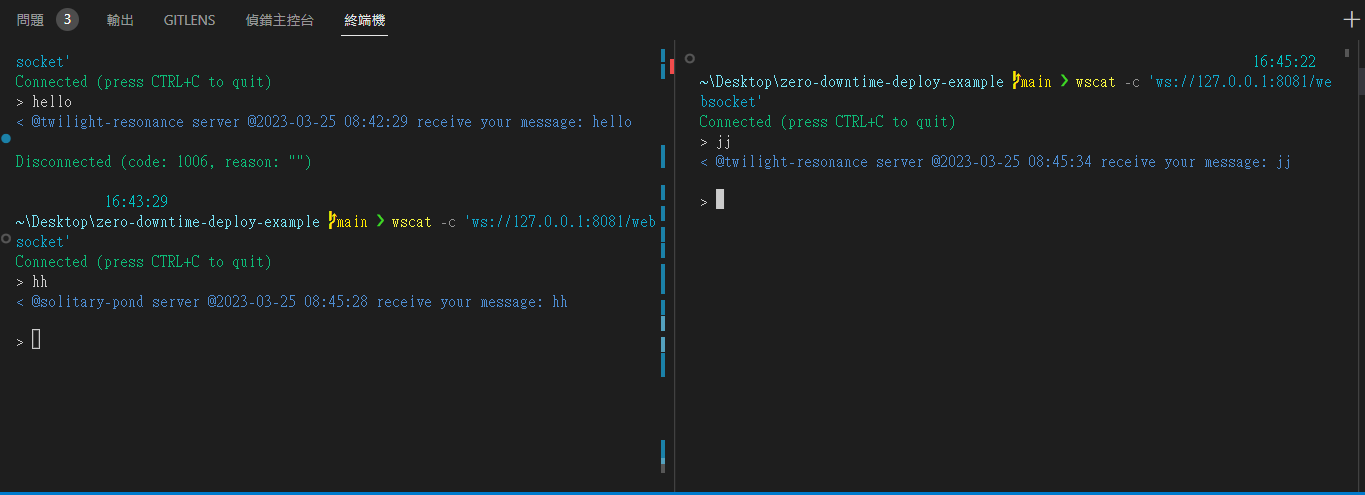 問題 3 輸出 GITLENS 偵錯主控台 終端機
socket'
Connected (press CTRL+C to quit)
> hello
< @twilight-resonance server @2023-03-25 08:42:29 receive your message: hello
Disconnected (code: 1006, reason: "")
16:43:29
~\Desktop\zero-downtime-deploy-example main ❯ wscat -c 'ws://127.0.0.1:8081/web
socket'
Connected (press CTRL+C to quit)
> hh
< @solitary-pond server @2023-03-25 08:45:28 receive your message: hh
>
16:45:22
~\Desktop\zero-downtime-deploy-example main ❯ wscat -c 'ws://127.0.0.1:8081/we
bsocket'
Connected (press CTRL+C to quit)
> jj
< @twilight-resonance server @2023-03-25 08:45:34 receive your message: jj
>